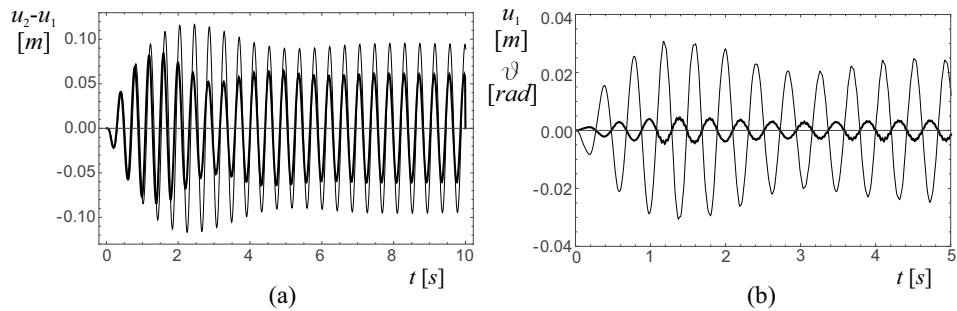 u₂-u₁
[m]
0.10
0.05
0.00
-0.05
-0.10
0 2 4 6 8 10
t [s]
(a)
u₁
[m]
ϑ
[rad]
0.04
0.02
0.00
-0.02
-0.04
0 1 2 3 4 5
t [s]
(b)